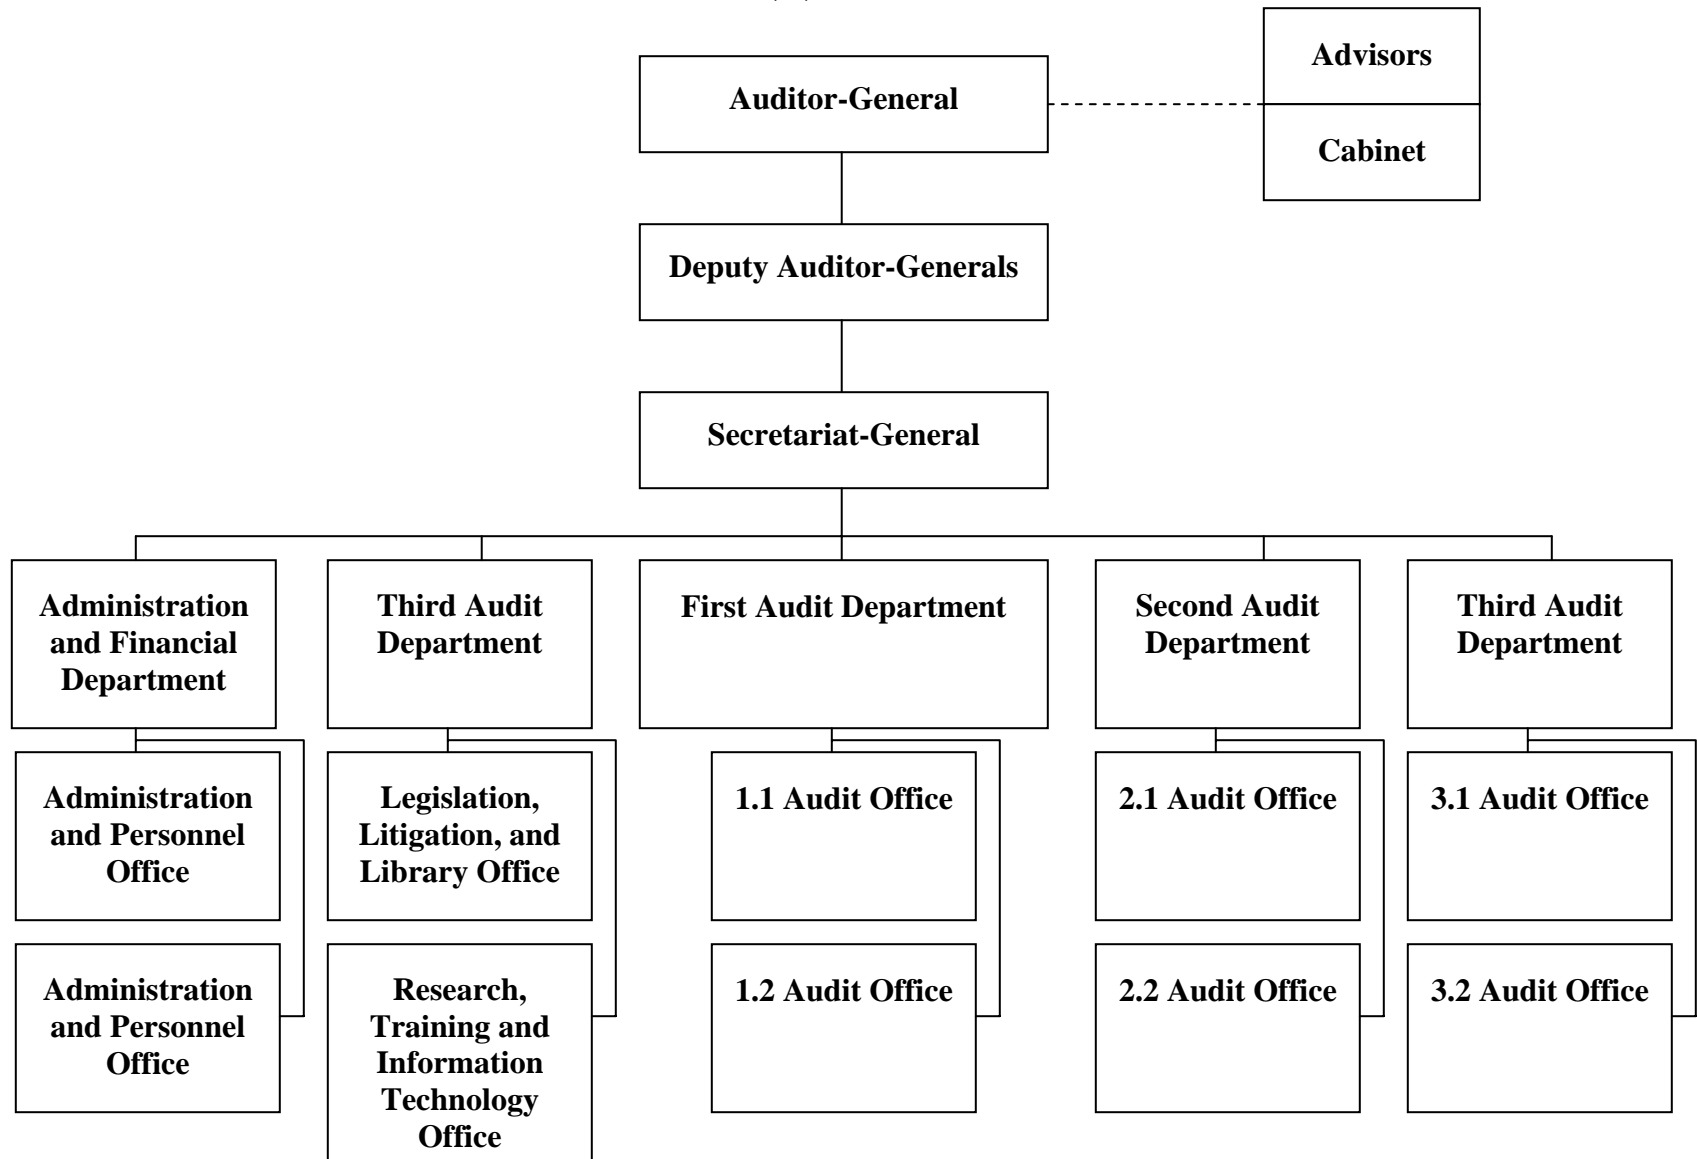 Advisors
Auditor-General
Cabinet
Deputy Auditor-Generals
Secretariat-General
Administration
and Financial
Department
Third Audit
Department
First Audit Department
Second Audit
Department
Third Audit
Department
Administration
and Personnel
Office
Legislation,
Litigation, and
Library Office
1.1 Audit Office
2.1 Audit Office
3.1 Audit Office
Administration
and Personnel
Office
Research,
Training and
Information
Technology
Office
1.2 Audit Office
2.2 Audit Office
3.2 Audit Office